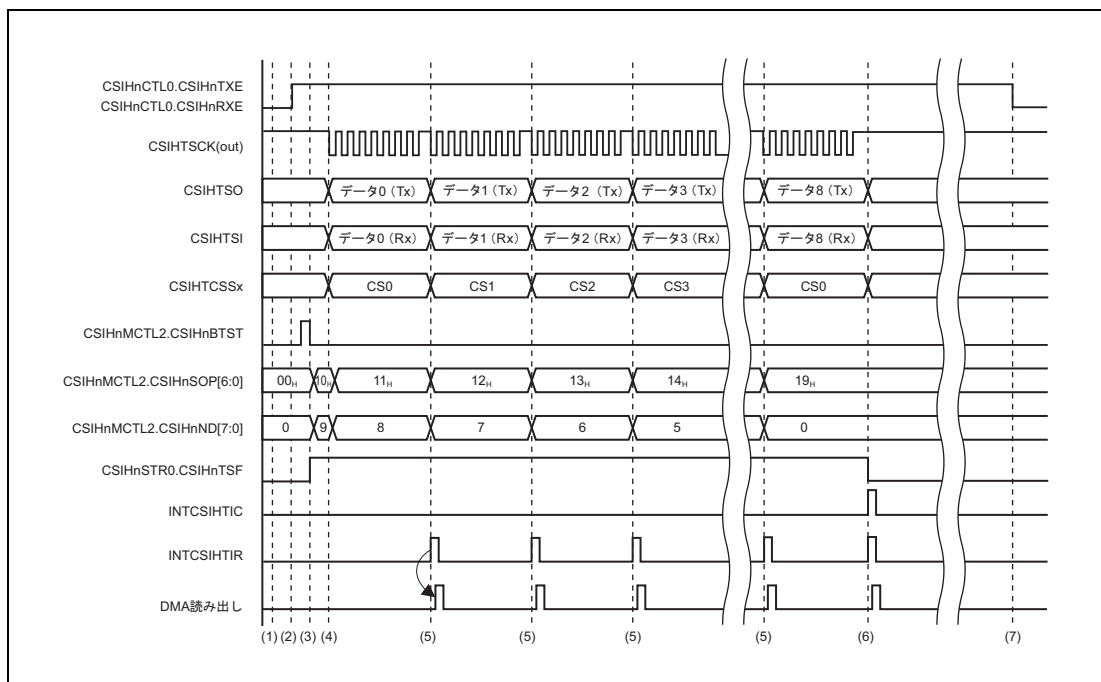 CSIHnCTL0.CSIHnTXE
CSIHnCTL0.CSIHnRXE
CSIHTSCK(out)
CSIHTSO
データ0（Tx） データ1（Tx） データ2（Tx） データ3（Tx） データ8（Tx）
CSIHTSI
データ0（Rx） データ1（Rx） データ2（Rx） データ3（Rx） データ8（Rx）
CSIHTCSSx
CS0 CS1 CS2 CS3 CS0
CSIHnMCTL2.CSIHnBTST
CSIHnMCTL2.CSIHnSOP[6:0]
00H 10H 11H 12H 13H 14H 19H
CSIHnMCTL2.CSIHnND[7:0]
0 9 8 7 6 5 0
CSIHnSTR0.CSIHnTSF
INTCSIHTIC
INTCSIHTIR
DMA読み出し
(1) (2) (3) (4) (5) (5) (5) (5) (6) (7)